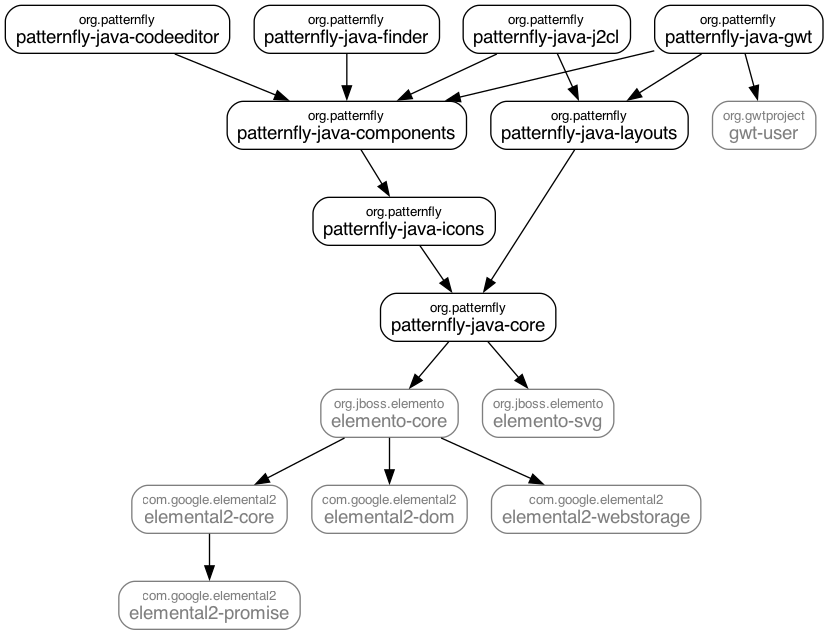 org.patternfly
patternfly-java-codeeditor
org.patternfly
patternfly-java-finder
org.patternfly
patternfly-java-j2cl
org.patternfly
patternfly-java-gwt
org.patternfly
patternfly-java-components
org.patternfly
patternfly-java-layouts
org.gwtproject
gwt-user
org.patternfly
patternfly-java-icons
org.patternfly
patternfly-java-core
org.jboss.elemento
elemento-core
org.jboss.elemento
elemento-svg
com.google.elemental2
elemental2-core
com.google.elemental2
elemental2-dom
com.google.elemental2
elemental2-webstorage
com.google.elemental2
elemental2-promise